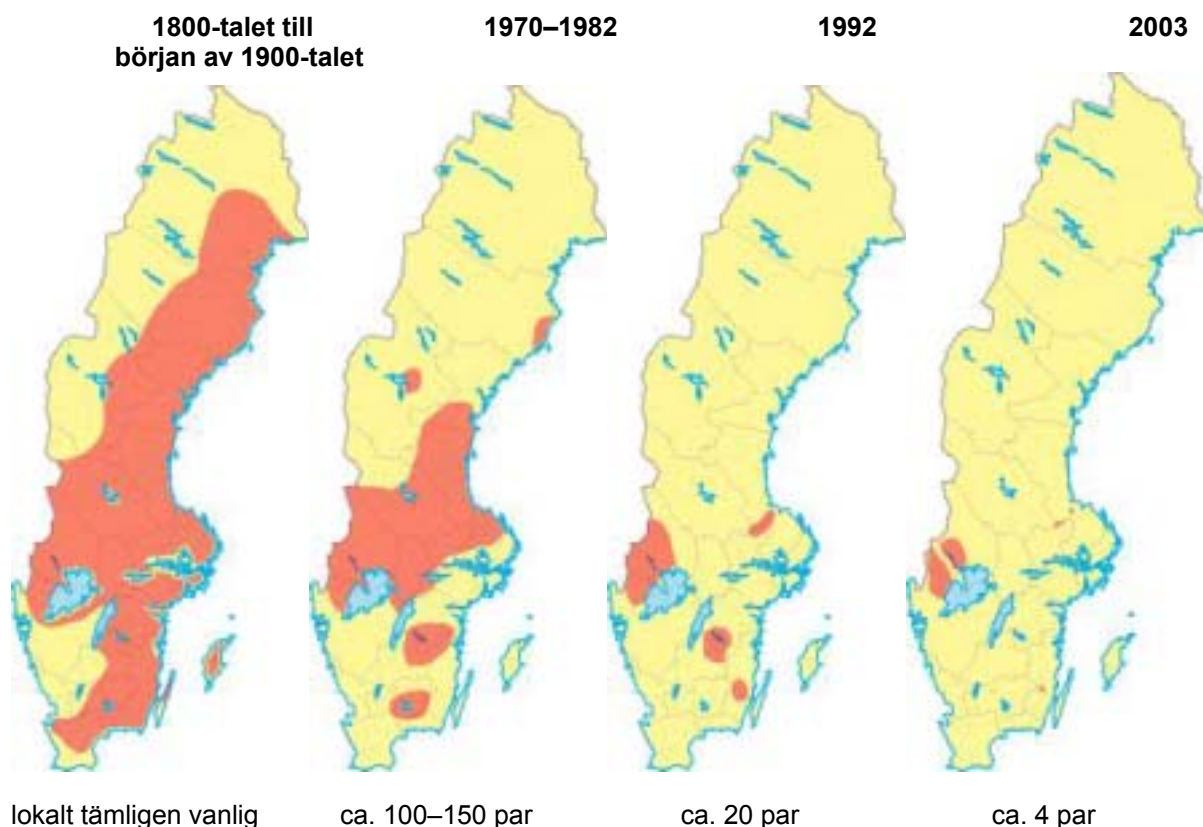 1800-talet till
början av 1900-talet
1970–1982
1992
2003
lokalt tämligen vanlig
ca. 100–150 par
ca. 20 par
ca. 4 par